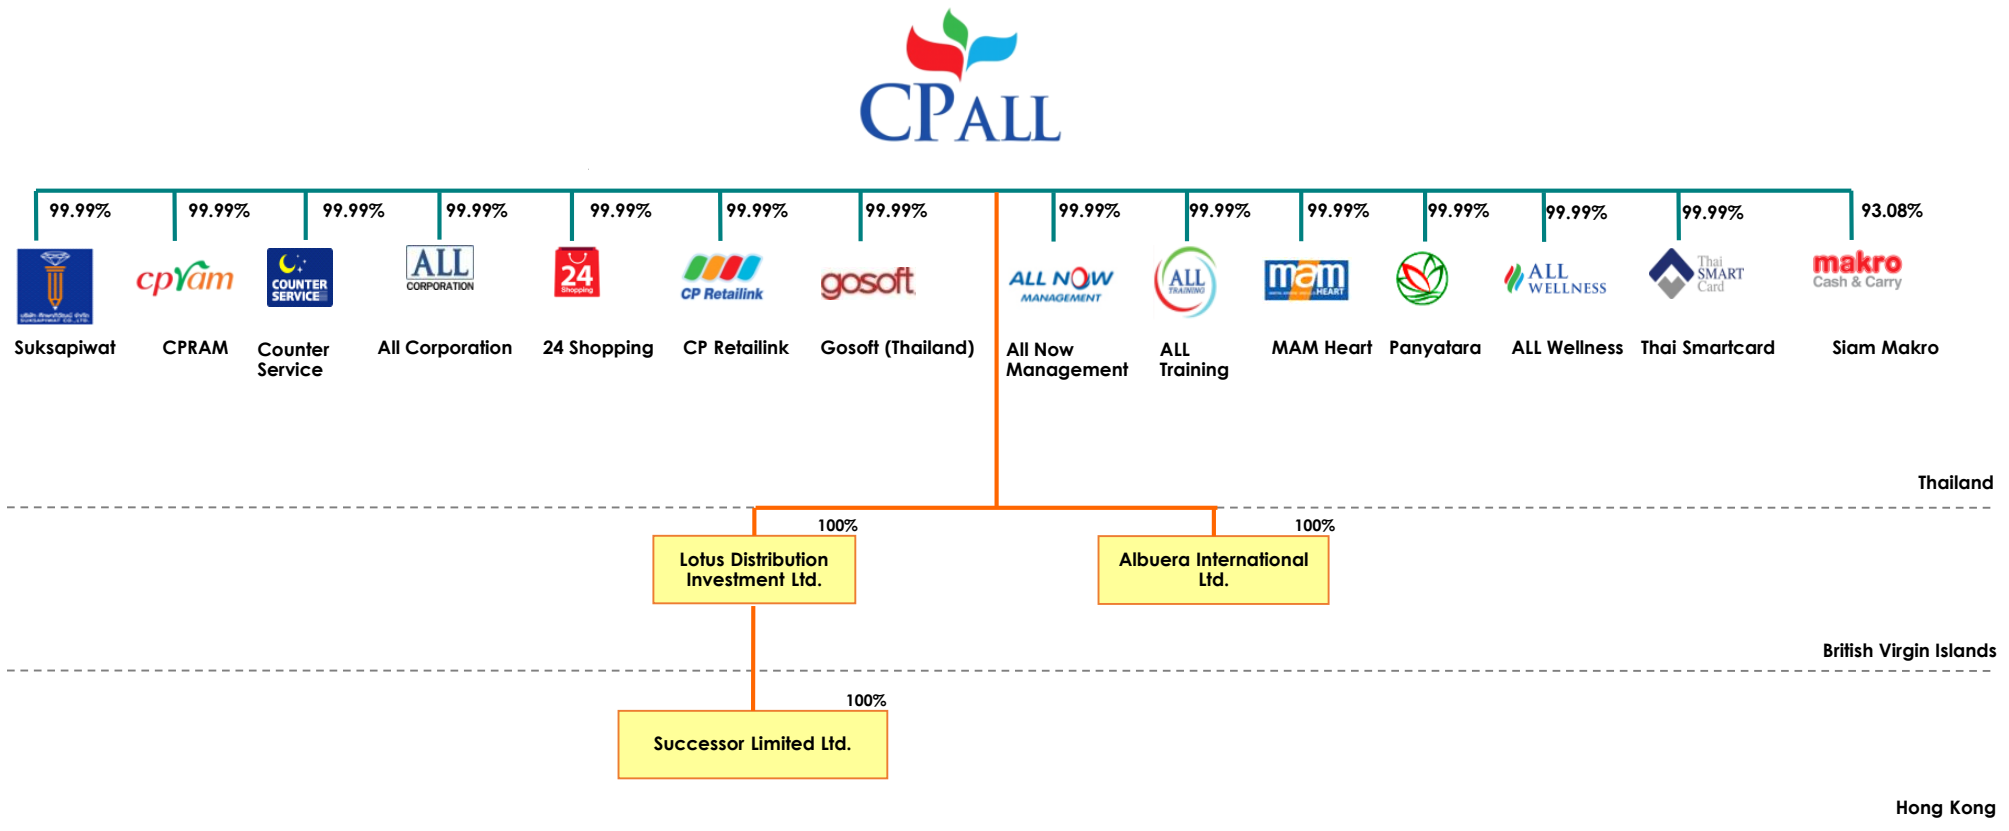 CPALL
99.99% 99.99% 99.99% 99.99% 99.99% 99.99% 99.99% 99.99% 99.99% 99.99% 99.99% 99.99% 99.99% 93.08%
SUKSAPIWAT CO.,LTD.
cpram
COUNTER
SERVICE
ALL
CORPORATION
24
Shopping
CP Retailink
gosoft
ALL NOW
MANAGEMENT
ALL
TRAINING
mam
HEART
ALL
WELLNESS
Thai
SMART
Card
makro
Cash & Carry
Suksapiwat
CPRAM
Counter
Service
All Corporation
24 Shopping
CP Retailink
Gosoft (Thailand)
All Now
Management
ALL
Training
MAM Heart
Panyatara
ALL Wellness
Thai Smartcard
Siam Makro
Thailand
100%
Lotus Distribution
Investment Ltd.
100%
Albuera International
Ltd.
British Virgin Islands
100%
Successor Limited Ltd.
Hong Kong